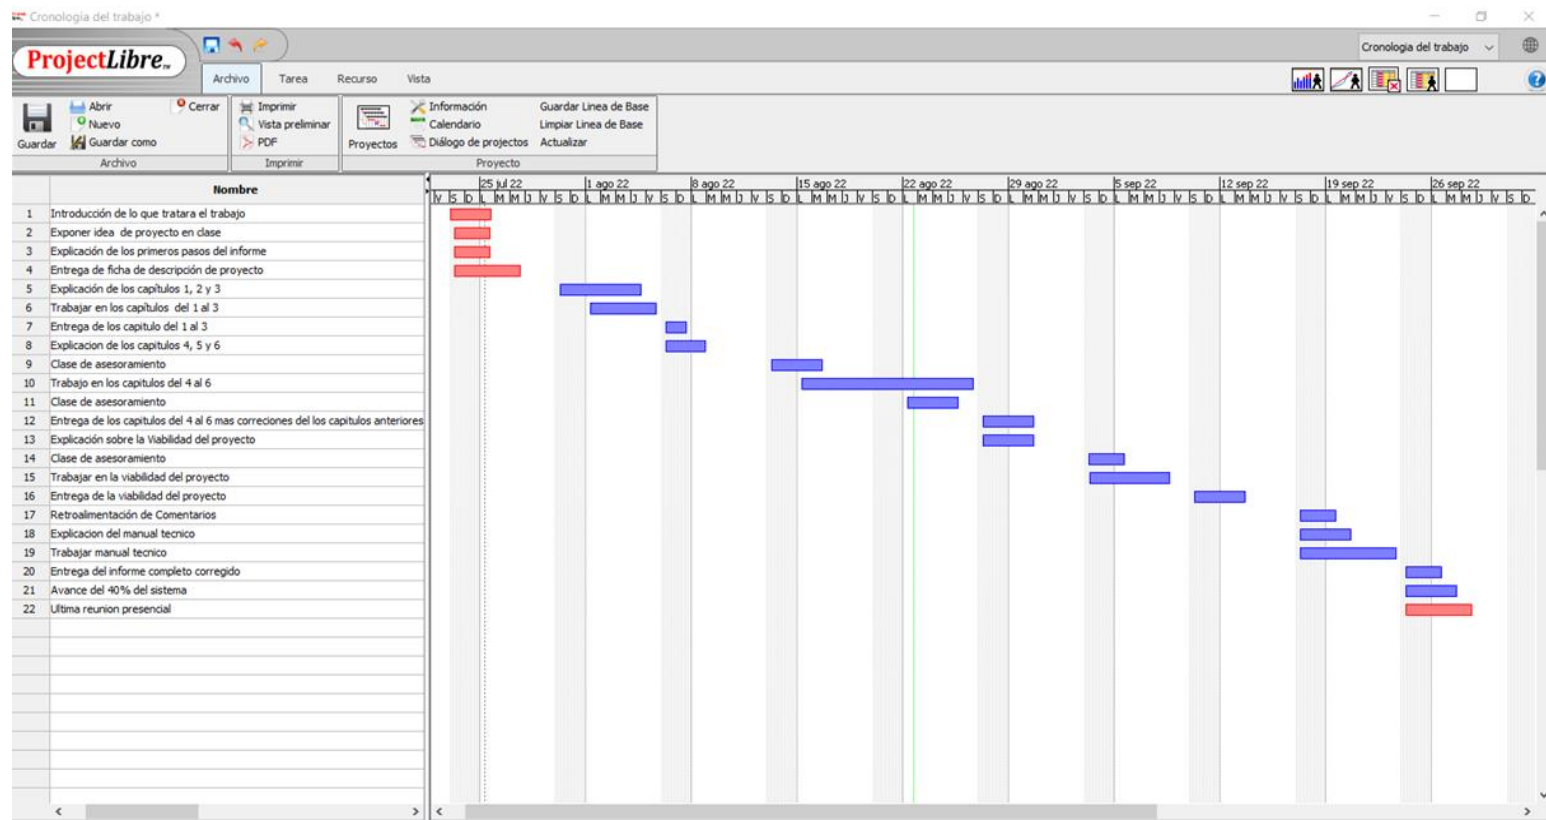 Cronologia del trabajo *
ProjectLibre
Cronologia del trabajo
Archivo Tarea Recurso Vista
Guardar
Abrir
Nuevo
Guardar como
Cerrar
Archivo
Imprimir
Vista preliminar
PDF
Imprimir
Proyectos
Información
Calendario
Diálogo de projectos
Guardar Linea de Base
Limpiar Linea de Base
Actualizar
Proyecto
Nombre
25 jul 22 1 ago 22 8 ago 22 15 ago 22 22 ago 22 29 ago 22 5 sep 22 12 sep 22 19 sep 22 26 sep 22
V S D L M M J V S D L M M J V S D L M M J V S D L M M J V S D L M M J V S D L M M J V S D L M M J V S D L M M J V S D L M M J V S D L M M J V S D
1 Introducción de lo que tratara el trabajo
2 Exponer idea de proyecto en clase
3 Explicación de los primeros pasos del informe
4 Entrega de ficha de descripción de proyecto
5 Explicación de los capítulos 1, 2 y 3
6 Trabajar en los capítulos del 1 al 3
7 Entrega de los capitulo del 1 al 3
8 Explicacion de los capitulos 4, 5 y 6
9 Clase de asesoramiento
10 Trabajo en los capitulos del 4 al 6
11 Clase de asesoramiento
12 Entrega de los capitulos del 4 al 6 mas correciones del los capitulos anteriores
13 Explicación sobre la Viabilidad del proyecto
14 Clase de asesoramiento
15 Trabajar en la viabilidad del proyecto
16 Entrega de la viabilidad del proyecto
17 Retroalimentación de Comentarios
18 Explicacion del manual tecnico
19 Trabajar manual tecnico
20 Entrega del informe completo corregido
21 Avance del 40% del sistema
22 Ultima reunion presencial